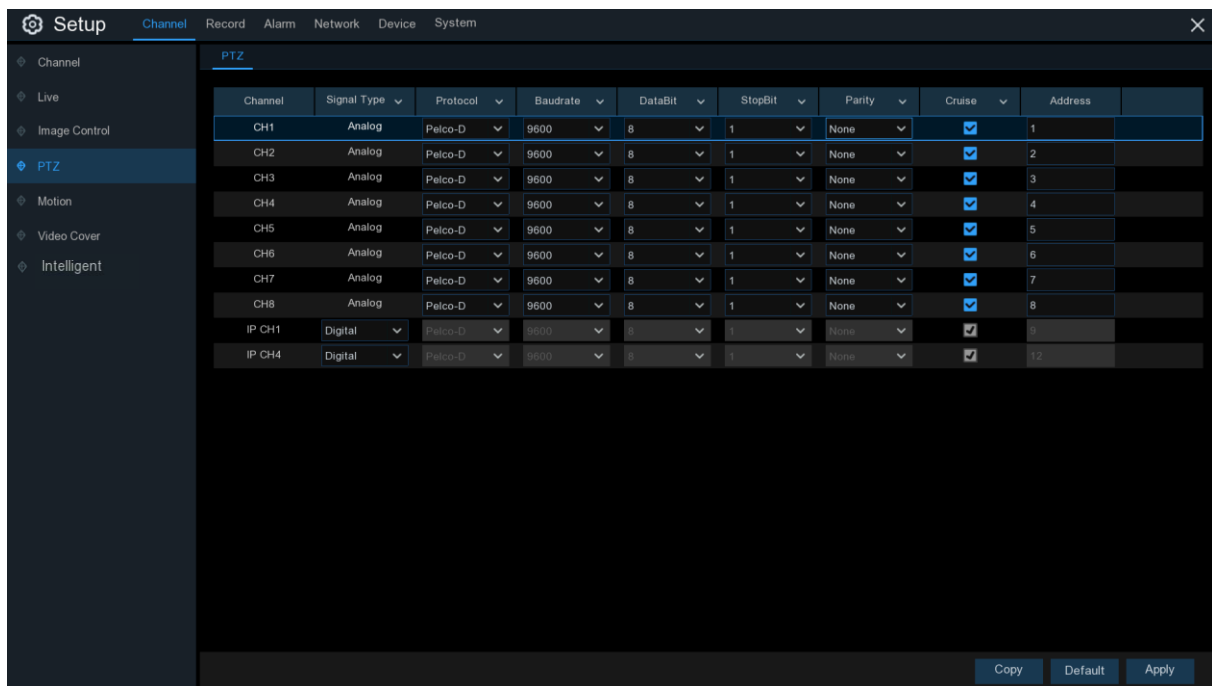 Setup Channel Record Alarm Network Device System
Channel
Live
Image Control
PTZ
Motion
Video Cover
Intelligent
PTZ
Channel Signal Type Protocol Baudrate DataBit StopBit Parity Cruise Address
CH1 Analog Pelco-D 9600 8 1 None 1
CH2 Analog Pelco-D 9600 8 1 None 2
CH3 Analog Pelco-D 9600 8 1 None 3
CH4 Analog Pelco-D 9600 8 1 None 4
CH5 Analog Pelco-D 9600 8 1 None 5
CH6 Analog Pelco-D 9600 8 1 None 6
CH7 Analog Pelco-D 9600 8 1 None 7
CH8 Analog Pelco-D 9600 8 1 None 8
IP CH1 Digital Pelco-D 9600 8 1 None 9
IP CH4 Digital Pelco-D 9600 8 1 None 12
Copy Default Apply